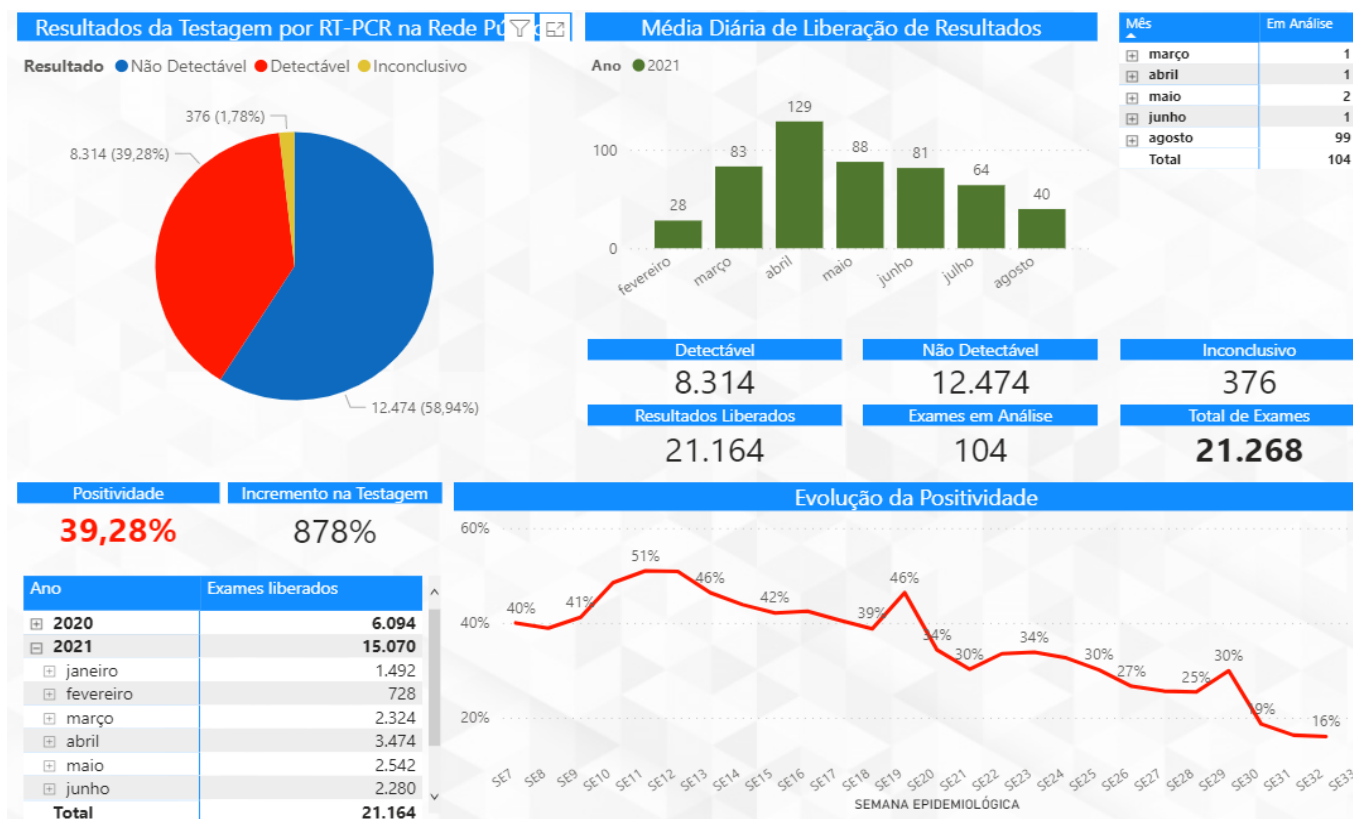 Resultados da Testagem por RT-PCR na Rede Pú
Resultado Não Detectável Detectável Inconclusivo
376 (1,78%)
8.314 (39,28%)
12.474 (58,94%)
Média Diária de Liberação de Resultados
Ano 2021
100
0
28
83
129
88
81
64
40
fevereiro
março
abril
maio
junho
julho
agosto
Mês Em Análise
março 1
abril 1
maio 2
junho 1
agosto 99
Total 104
Detectável
8.314
Não Detectável
12.474
Inconclusivo
376
Resultados Liberados
21.164
Exames em Análise
104
Total de Exames
21.268
Positividade
39,28%
Incremento na Testagem
878%
Ano Exames liberados
2020 6.094
2021 15.070
janeiro 1.492
fevereiro 728
março 2.324
abril 3.474
maio 2.542
junho 2.280
Total 21.164
Evolução da Positividade
60%
40%
20%
40%
41%
51%
46%
42%
39%
46%
34%
30%
34%
30%
27%
25%
30%
19%
16%
SE7
SE8
SE9
SE10
SE11
SE12
SE13
SE14
SE15
SE16
SE17
SE18
SE19
SE20
SE21
SE22
SE23
SE24
SE25
SE26
SE27
SE28
SE29
SE30
SE31
SE32
SE33
SEMANA EPIDEMIOLÓGICA